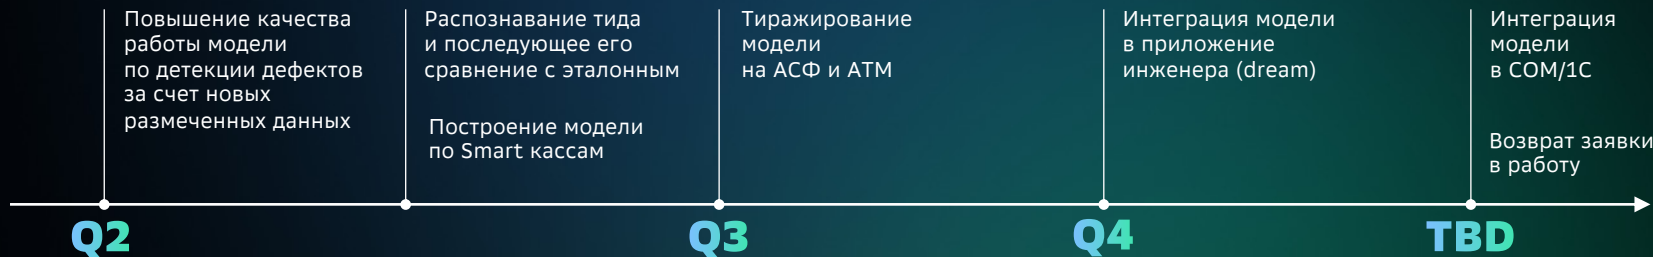 Повышение качества
работы модели
по детекции дефектов
за счет новых
размеченных данных
Распознавание тида
и последующее его
сравнение с эталонным
Построение модели
по Smart кассам
Тиражирование
модели
на АСФ и АТМ
Интеграция модели
в приложение
инженера (dream)
Интеграция
модели
в СОМ/1С
Возврат заявки
в работу
Q2
Q3
Q4
TBD